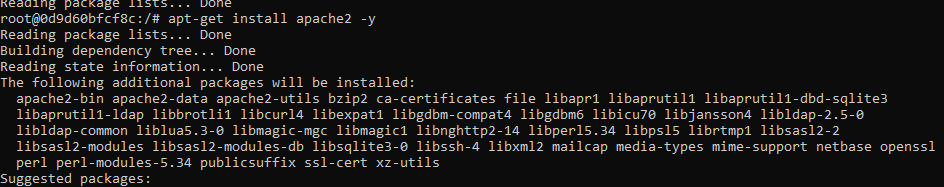 Reading package lists... Done
root@0d9d60bfcf8c:/# apt-get install apache2 -y
Reading package lists... Done
Building dependency tree... Done
Reading state information... Done
The following additional packages will be installed:
  apache2-bin apache2-data apache2-utils bzip2 ca-certificates file libapr1 libaprutil1 libaprutil1-dbd-sqlite3
  libaprutil1-ldap libbrotli1 libcurl4 libexpat1 libgdbm-compat4 libgdbm6 libicu70 libjansson4 libldap-2.5-0
  libldap-common liblua5.3-0 libmagic-mgc libmagic1 libnghttp2-14 libperl5.34 libpsl5 librtmp1 libsasl2-2
  libsasl2-modules libsasl2-modules-db libsqlite3-0 libssh-4 libxml2 mailcap media-types mime-support netbase openssl
  perl perl-modules-5.34 publicsuffix ssl-cert xz-utils
Suggested packages: